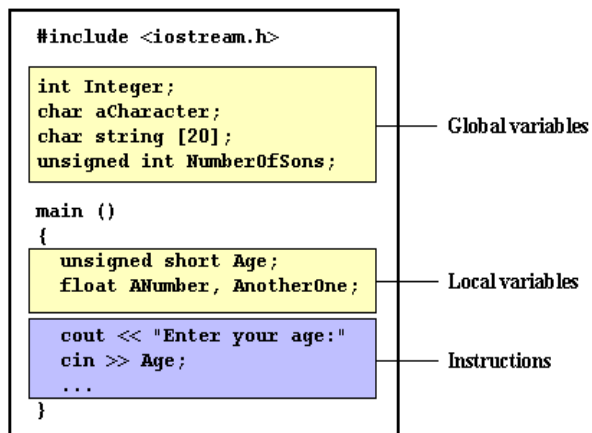 #include <iostream.h>
int Integer;
char aCharacter;
char string [20];
unsigned int NumberOfSons;
Global variables
main ()
{
unsigned short Age;
float ANumber, AnotherOne;
Local variables
cout << "Enter your age:"
cin >> Age;
...
Instructions
}